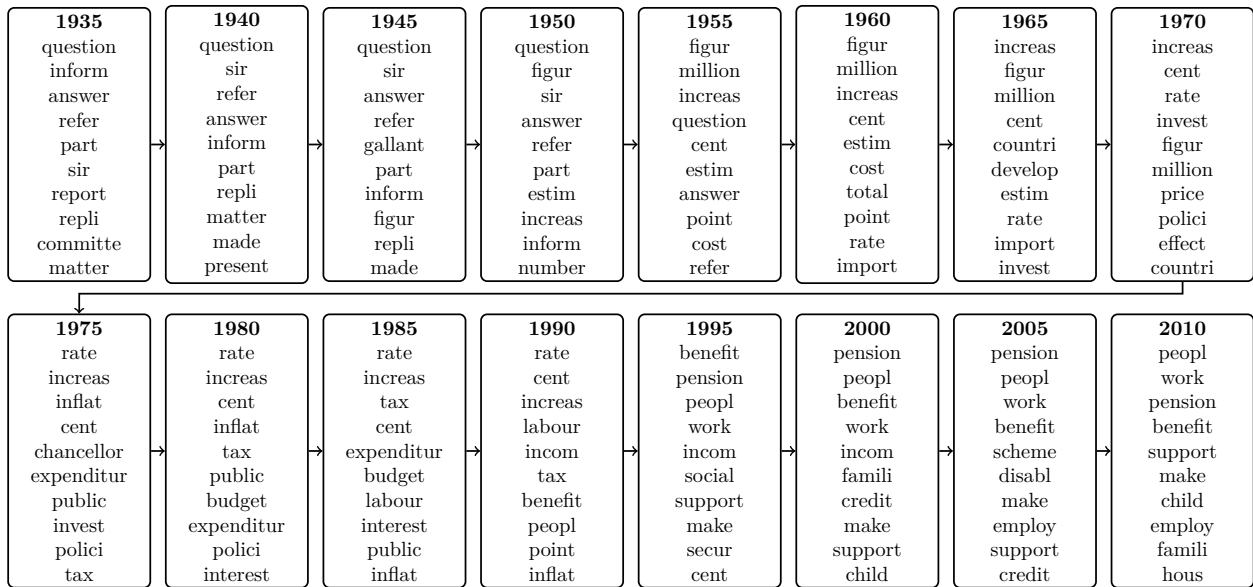 1935
question
inform
answer
refer
part
sir
report
repli
committe
matter
1940
question
sir
refer
answer
inform
part
repli
matter
made
present
1945
question
sir
answer
refer
gallant
part
inform
figur
repli
made
1950
question
figur
sir
answer
refer
part
estim
increas
inform
number
1955
figur
million
increas
question
cent
estim
answer
point
cost
refer
1960
figur
million
increas
cent
estim
cost
total
point
rate
import
1965
increas
figur
million
cent
countri
develop
estim
rate
import
invest
1970
increas
cent
rate
invest
figur
million
price
polici
effect
countri
1975
rate
increas
inflat
cent
chancellor
expenditur
public
invest
polici
tax
1980
rate
increas
cent
inflat
tax
public
budget
expenditur
polici
interest
1985
rate
increas
tax
cent
expenditur
budget
labour
interest
public
inflat
1990
rate
cent
increas
labour
incom
tax
benefit
peopl
point
inflat
1995
benefit
pension
peopl
work
incom
social
support
make
secur
cent
2000
pension
peopl
benefit
work
incom
famili
credit
make
support
child
2005
pension
peopl
work
benefit
scheme
disabl
make
employ
support
credit
2010
peopl
work
pension
benefit
support
make
child
employ
famili
hous